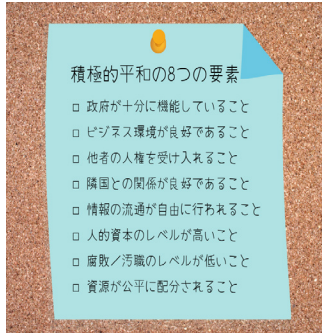 積極的平和の8つの要素
□ 政府が十分に機能していること
□ ビジネス環境が良好であること
□ 他者の人権を受け入れること
□ 隣国との関係が良好であること
□ 情報の流通が自由に行われること
□ 人的資本のレベルが高いこと
□ 腐敗／汚職のレベルが低いこと
□ 資源が公平に配分されること